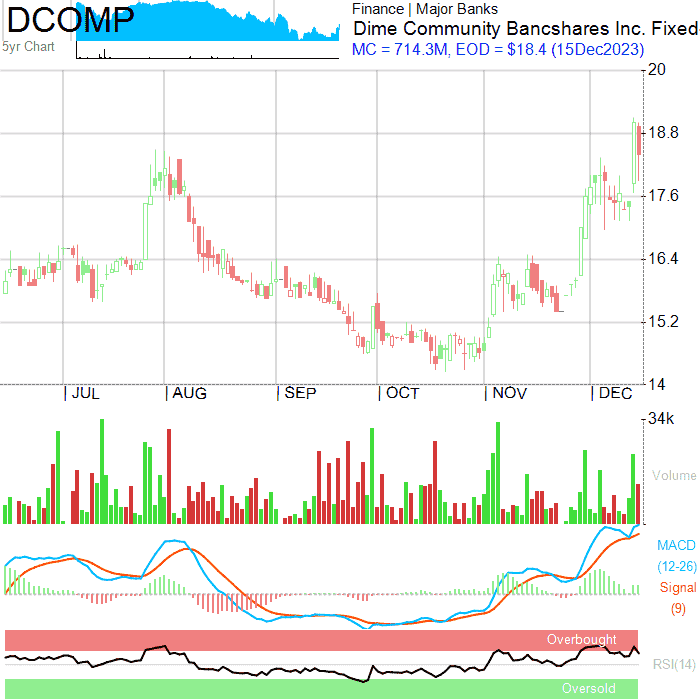 DCOMP
5yr Chart
Finance | Major Banks
Dime Community Bancshares Inc. Fixed
MC = 714.3M, EOD = $18.4 (15Dec2023)
20
18.8
17.6
16.4
15.2
14
| JUL | AUG | SEP | OCT | NOV | DEC
34k
Volume
MACD
(12-26)
Signal
(9)
Overbought
RSI(14)
Oversold